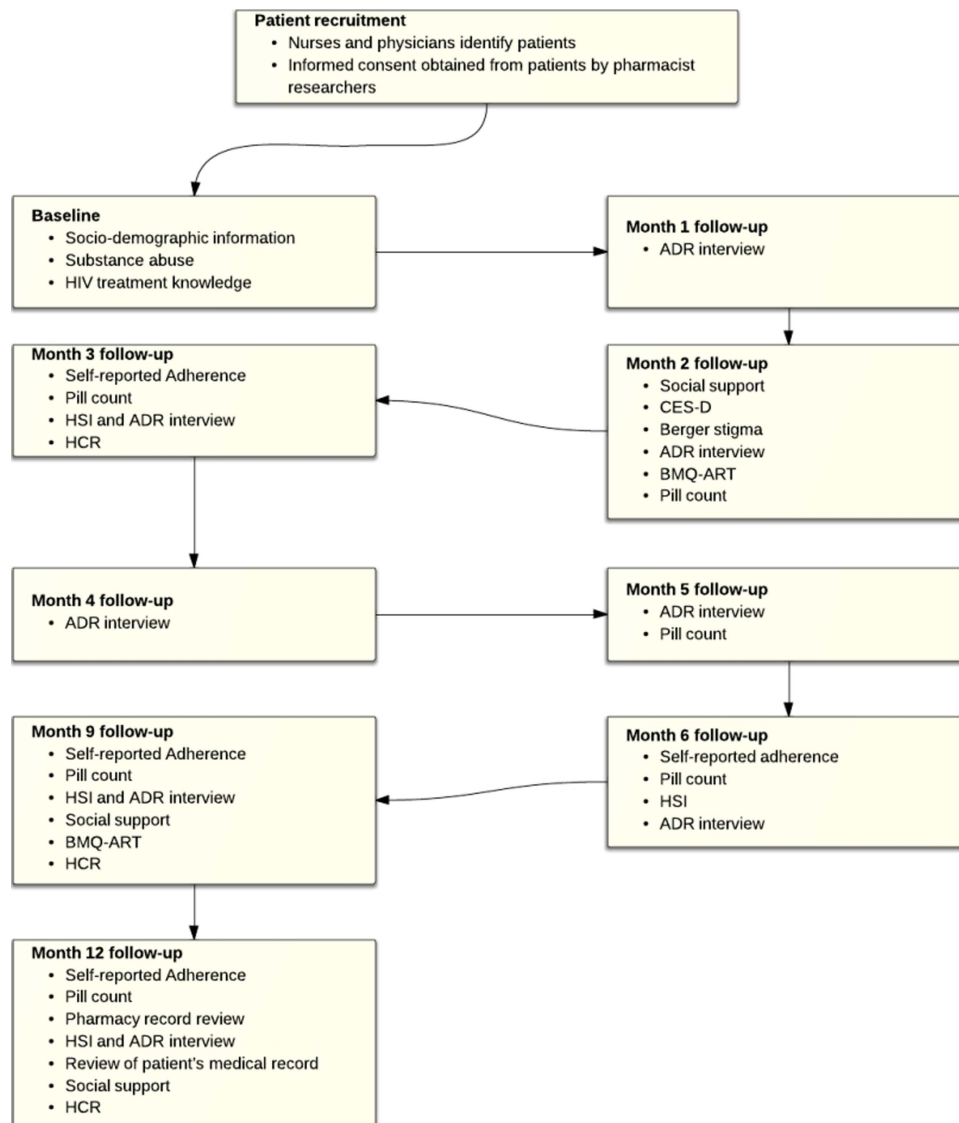 Patient recruitment
• Nurses and physicians identify patients
• Informed consent obtained from patients by pharmacist
researchers
Baseline
• Socio-demographic information
• Substance abuse
• HIV treatment knowledge
Month 1 follow-up
• ADR interview
Month 2 follow-up
• Social support
• CES-D
• Berger stigma
• ADR interview
• BMQ-ART
• Pill count
Month 3 follow-up
• Self-reported Adherence
• Pill count
• HSI and ADR interview
• HCR
Month 4 follow-up
• ADR interview
Month 5 follow-up
• ADR interview
• Pill count
Month 6 follow-up
• Self-reported adherence
• Pill count
• HSI
• ADR interview
Month 9 follow-up
• Self-reported Adherence
• Pill count
• HSI and ADR interview
• Social support
• BMQ-ART
• HCR
Month 12 follow-up
• Self-reported Adherence
• Pill count
• Pharmacy record review
• HSI and ADR interview
• Review of patient's medical record
• Social support
• HCR